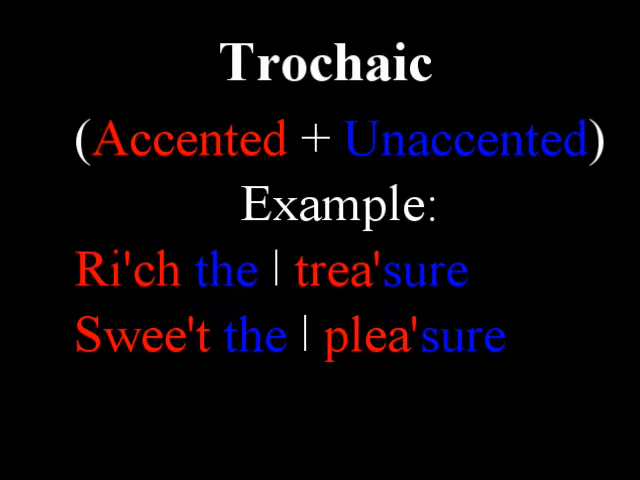 Trochaic
(Accented + Unaccented)
Example:
Ri'ch the | trea'sure
Swee't the | plea'sure